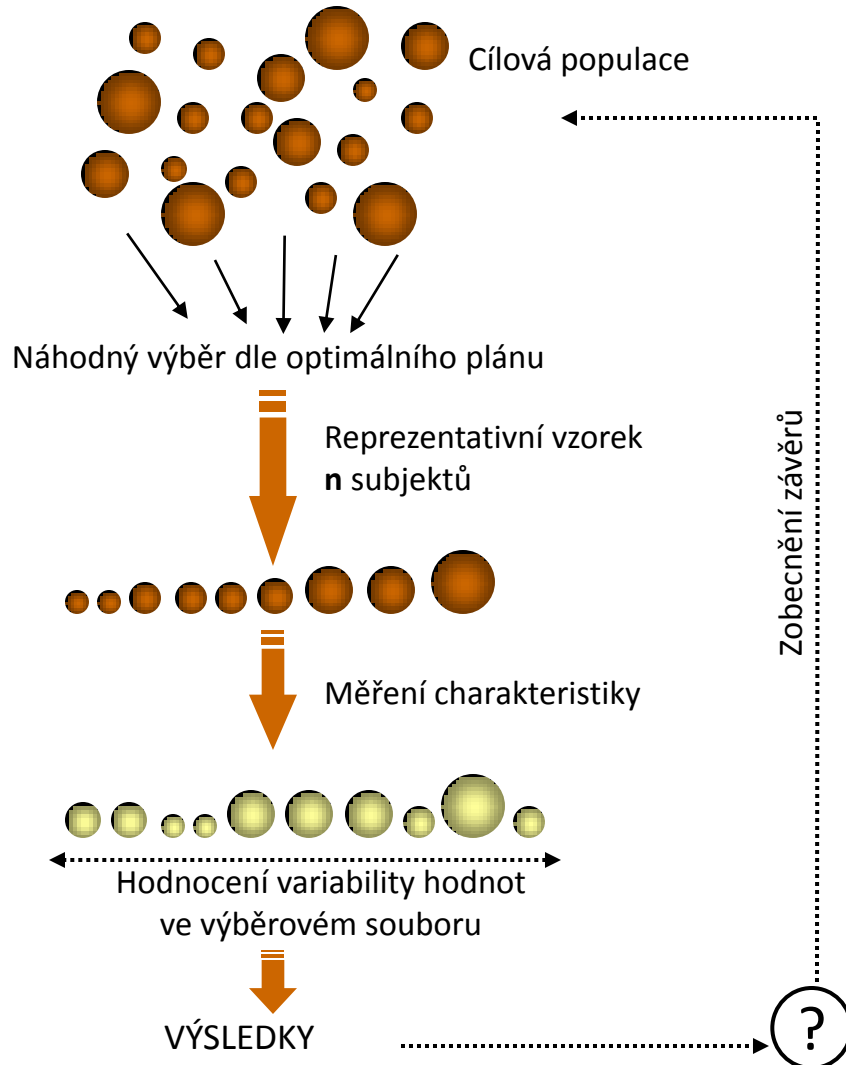 Cílová populace
Náhodný výběr dle optimálního plánu
Reprezentativní vzorek
n subjektů
Zobecnění závěrů
Měření charakteristiky
Hodnocení variability hodnot
ve výběrovém souboru
VÝSLEDKY
?